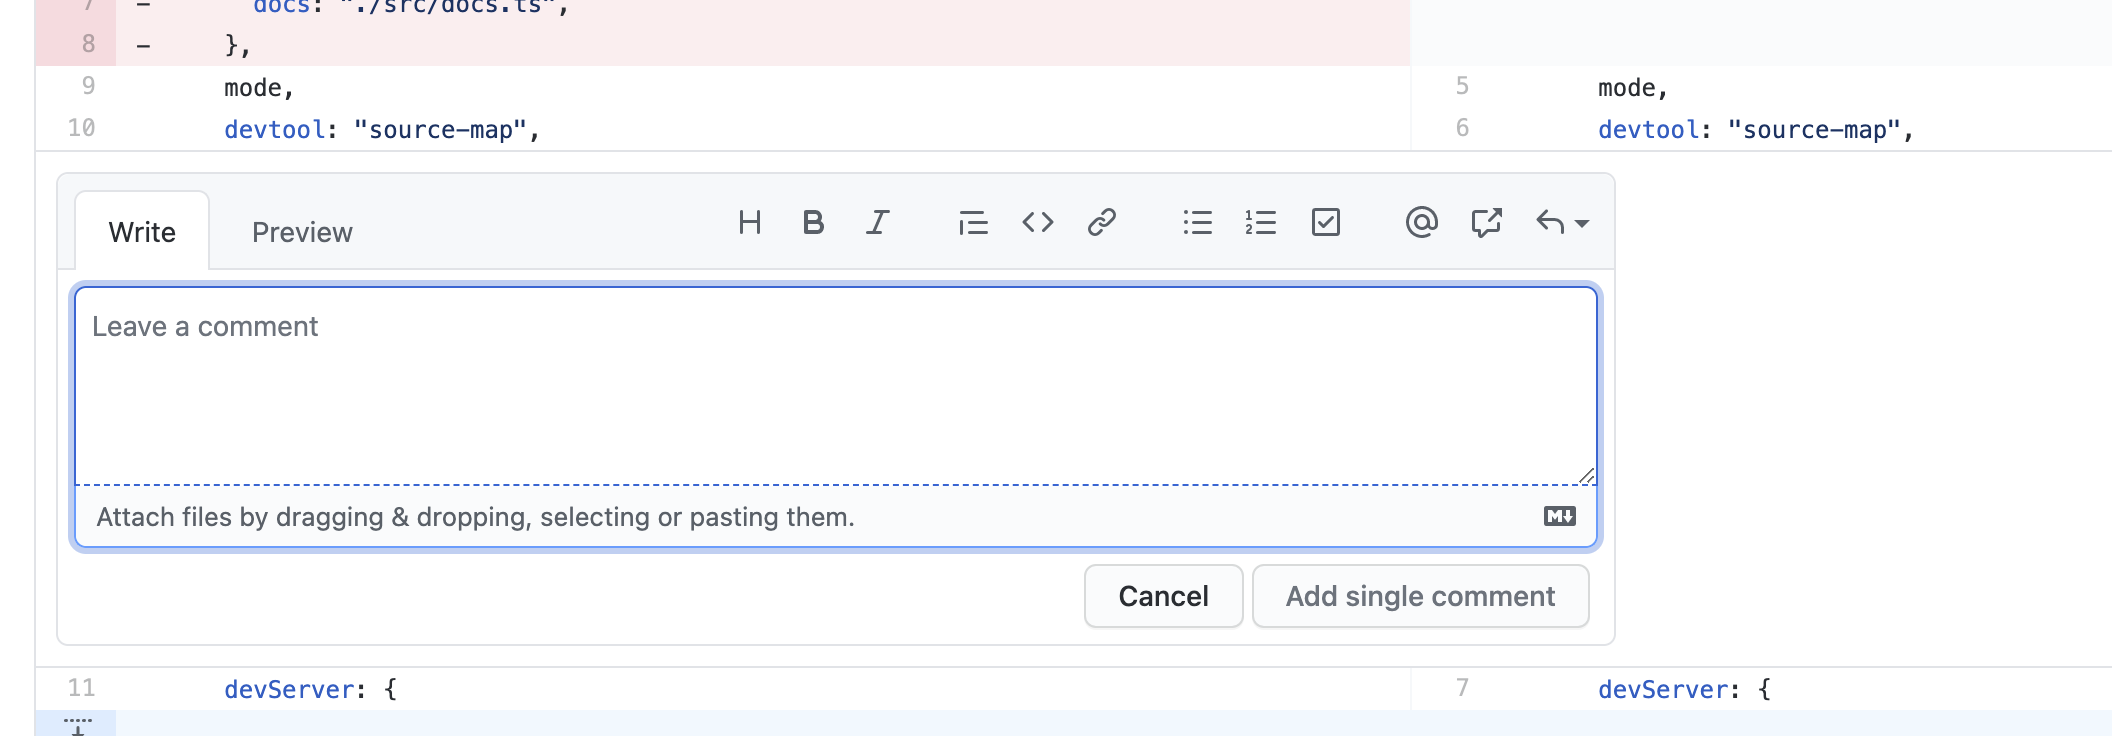 7 − docs: "./src/docs.ts",
8 − },
9 mode, 5 mode,
10 devtool: "source-map", 6 devtool: "source-map",
Write Preview H B I
Leave a comment
Attach files by dragging & dropping, selecting or pasting them. M↓
Cancel Add single comment
11 devServer: { 7 devServer: {